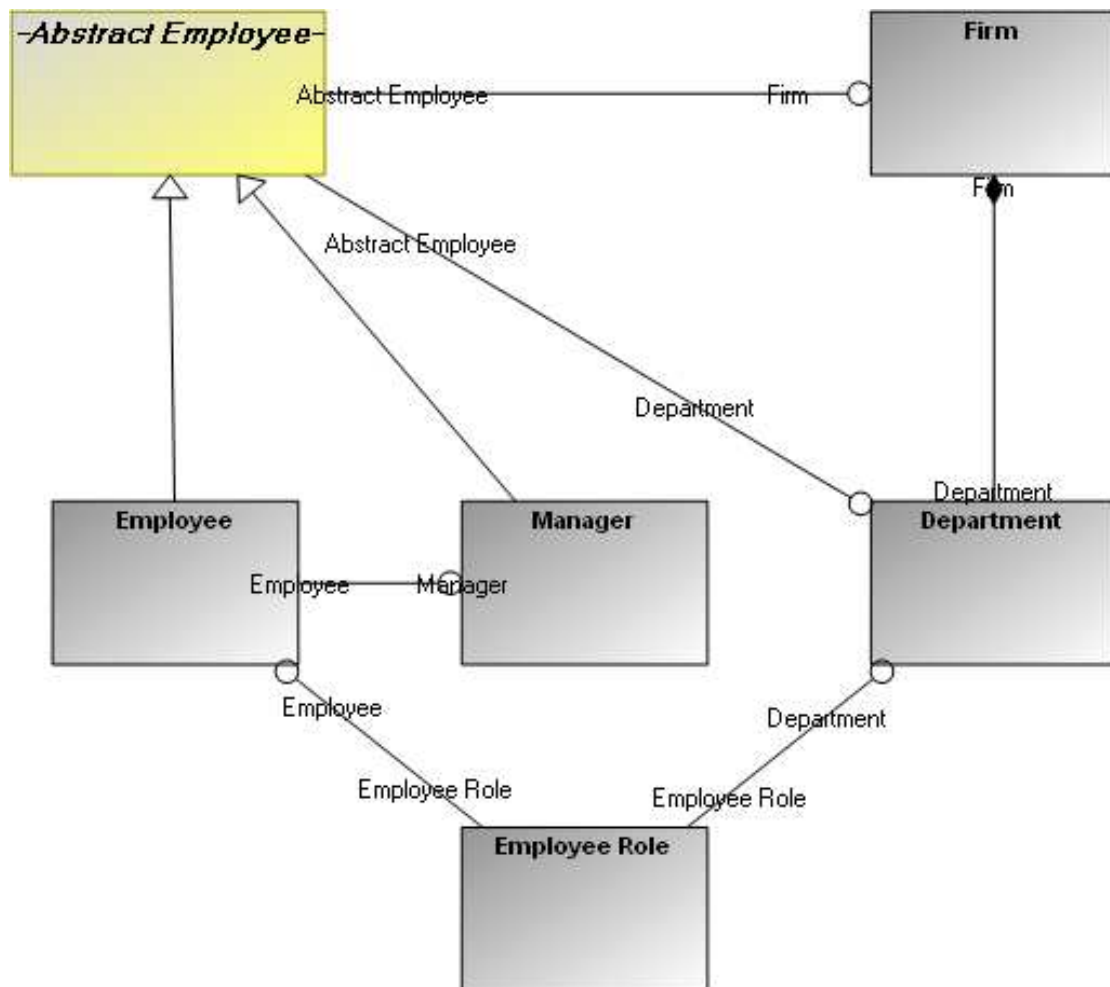 -Abstract Employee-
Firm
Abstract Employee
Firm
Firm
Abstract Employee
Department
Department
Employee
Manager
Department
Employee
Manager
Employee
Department
Employee Role
Employee Role
Employee Role